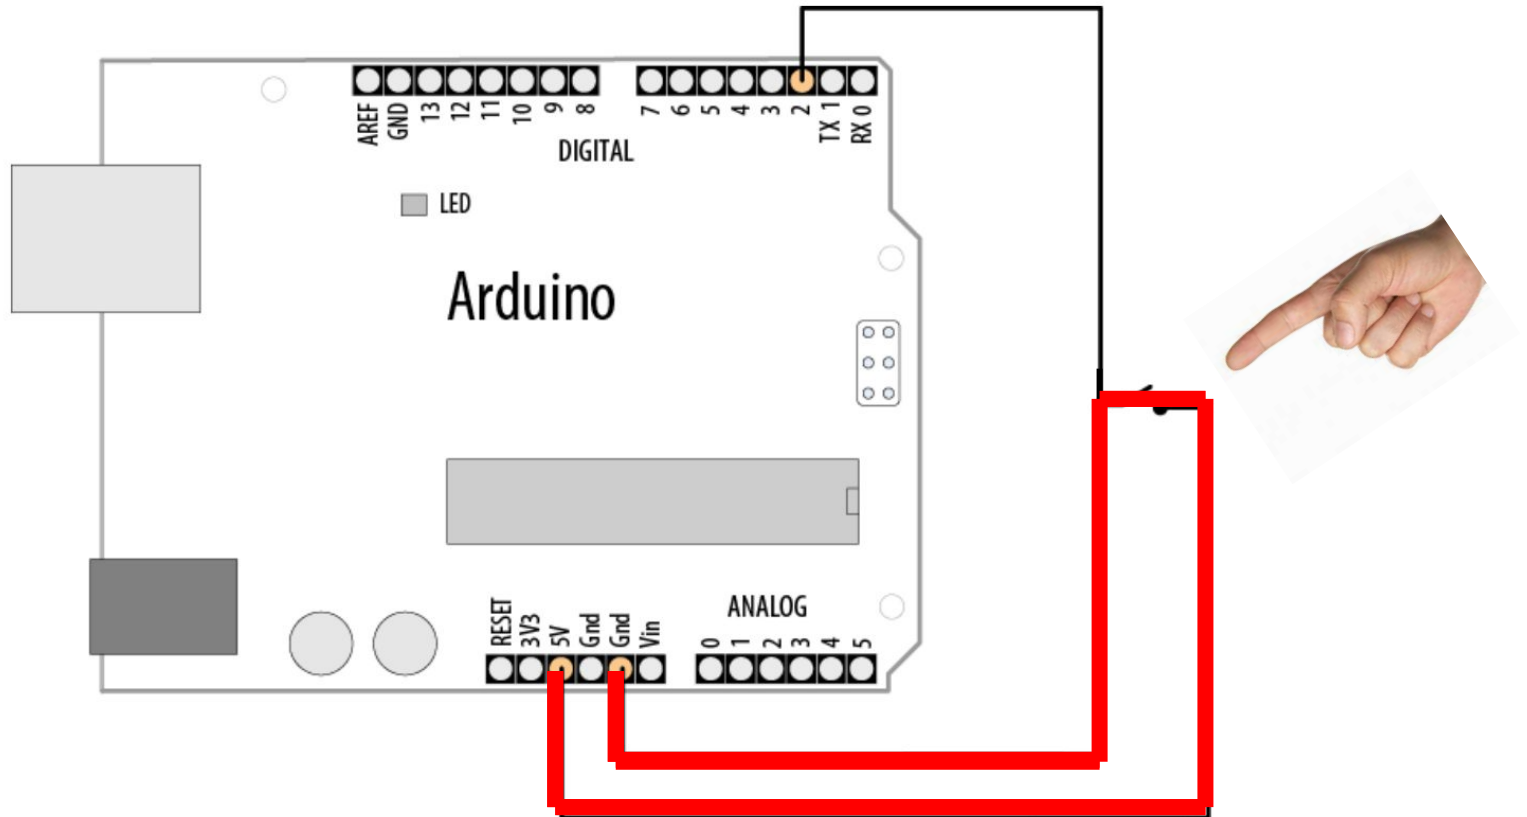 AREF
GND
13
12
11
10
9
8
7
6
5
4
3
2
TX 1
RX 0
DIGITAL
LED
Arduino
RESET
3V3
5V
Gnd
Gnd
Vin
ANALOG
0
1
2
3
4
5